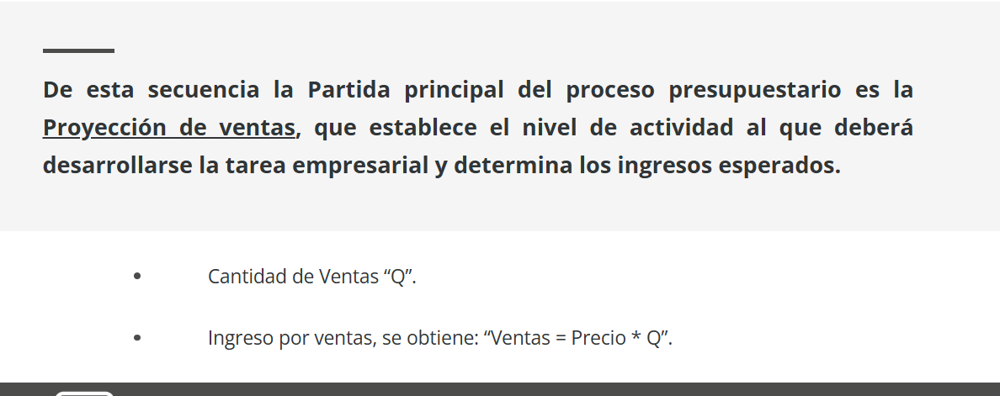 De esta secuencia la Partida principal del proceso presupuestario es la
Proyección de ventas, que establece el nivel de actividad al que deberá
desarrollarse la tarea empresarial y determina los ingresos esperados.
• Cantidad de Ventas “Q”.
• Ingreso por ventas, se obtiene: “Ventas = Precio * Q”.